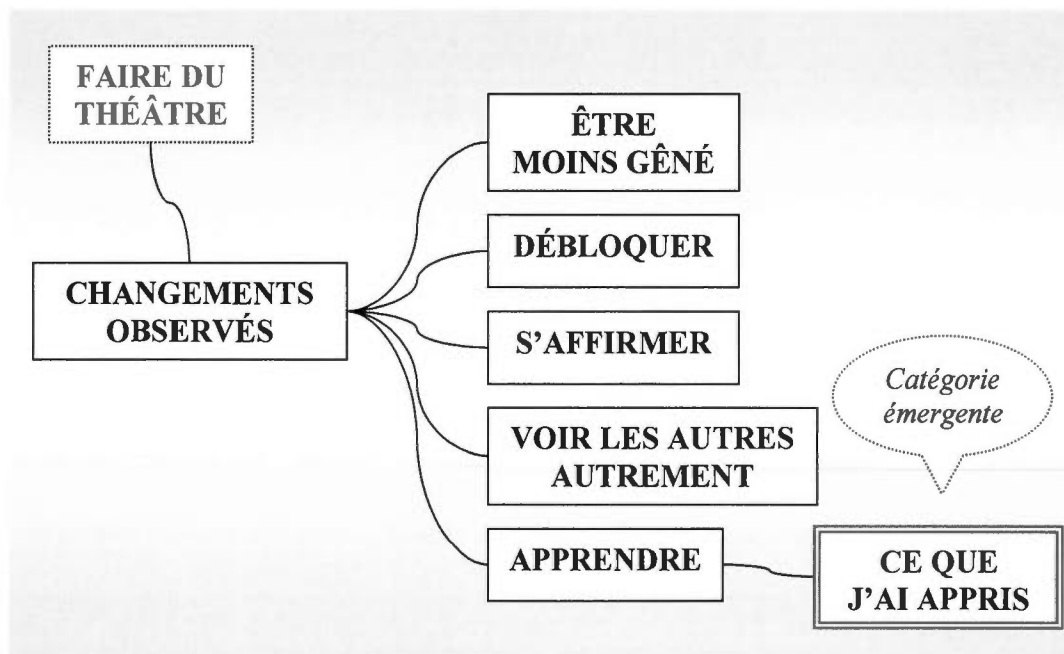 FAIRE DU
THÉÂTRE
CHANGEMENTS
OBSERVÉS
ÊTRE
MOINS GÊNÉ
DÉBLOQUER
S'AFFIRMER
VOIR LES AUTRES
AUTREMENT
APPRENDRE
Catégorie
émergente
CE QUE
J'AI APPRIS